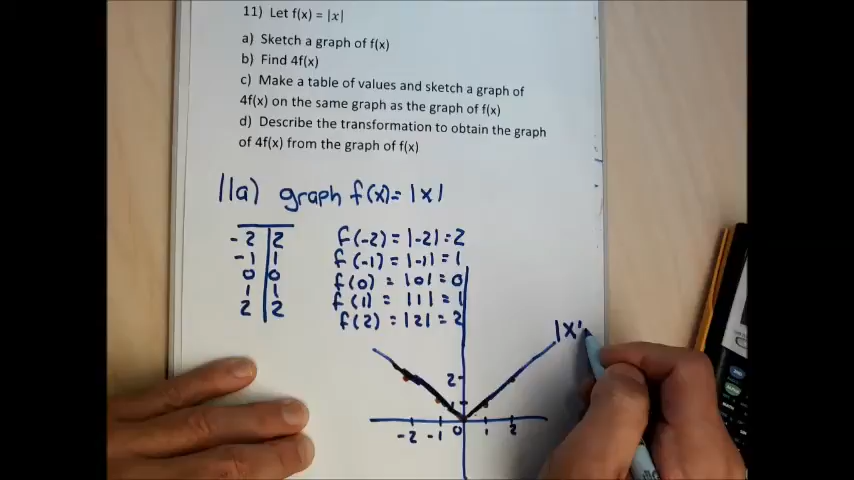 11) Let f(x) = |x|
a) Sketch a graph of f(x)
b) Find 4f(x)
c) Make a table of values and sketch a graph of
4f(x) on the same graph as the graph of f(x)
d) Describe the transformation to obtain the graph
of 4f(x) from the graph of f(x)
11a) graph f(x)= |x|
-2 2
-1 1
0 0
1 1
2 2
f(-2) = |-2| = 2
f(-1) = |-1| = 1
f(0) = |0| = 0
f(1) = |1| = 1
f(2) = |2| = 2
|x|
2
1
-2 -1 0 1 2